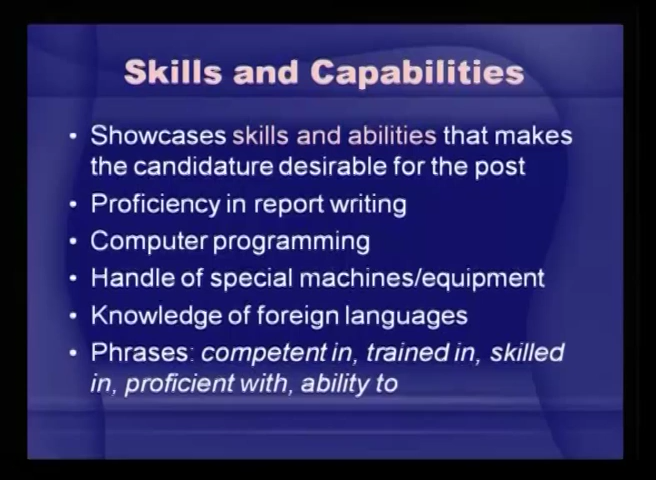 Skills and Capabilities
• Showcases skills and abilities that makes
the candidature desirable for the post
• Proficiency in report writing
• Computer programming
• Handle of special machines/equipment
• Knowledge of foreign languages
• Phrases: competent in, trained in, skilled
in, proficient with, ability to